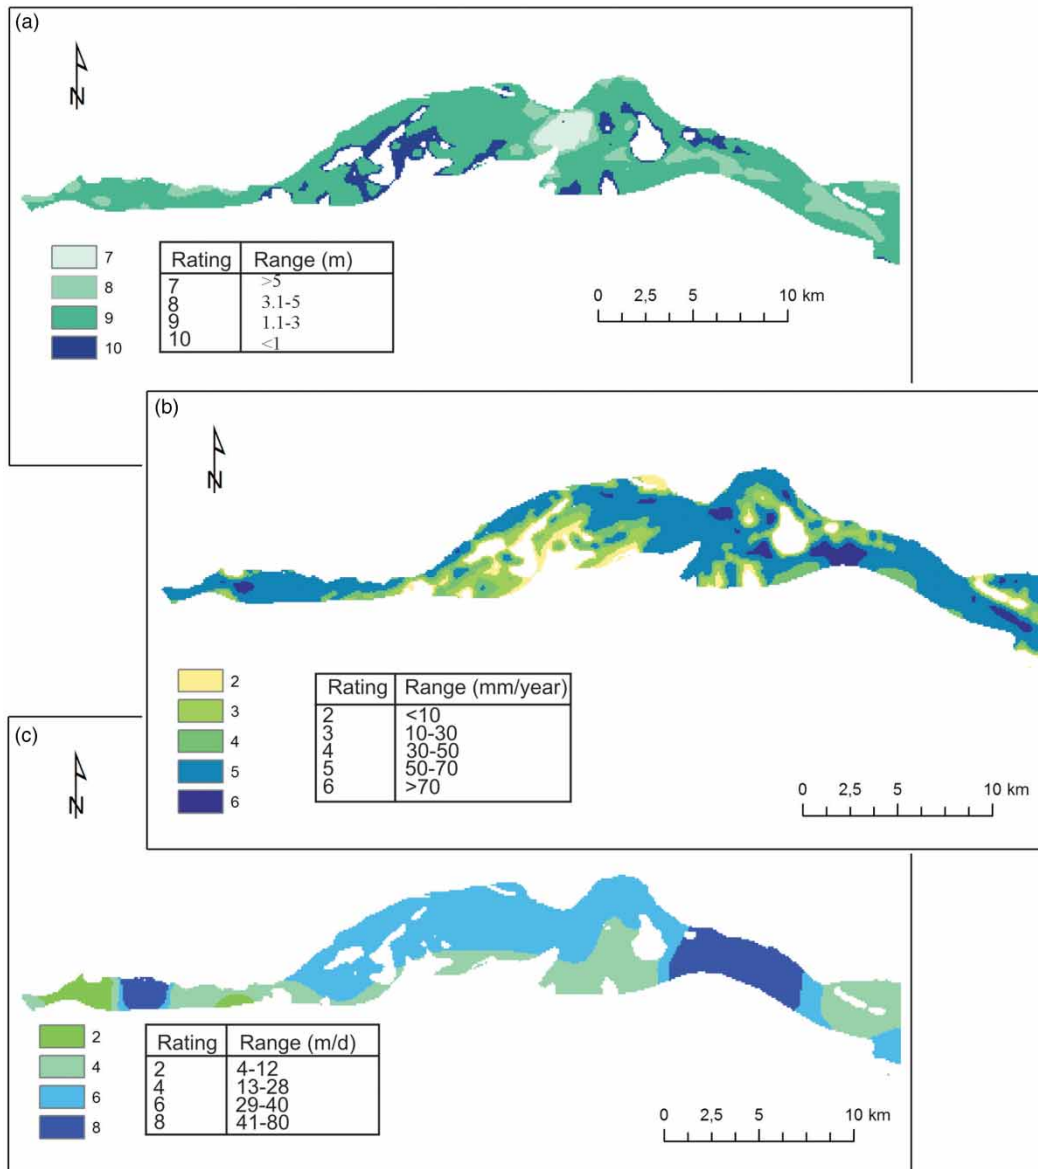 (a)
N
7
8
9
10
Rating Range (m)
7 >5
8 3.1-5
9 1.1-3
10 <1
0 2,5 5 10 km
(b)
N
2
3
4
5
6
Rating Range (mm/year)
2 <10
3 10-30
4 30-50
5 50-70
6 >70
0 2,5 5 10 km
(c)
N
2
4
6
8
Rating Range (m/d)
2 4-12
4 13-28
6 29-40
8 41-80
0 2,5 5 10 km